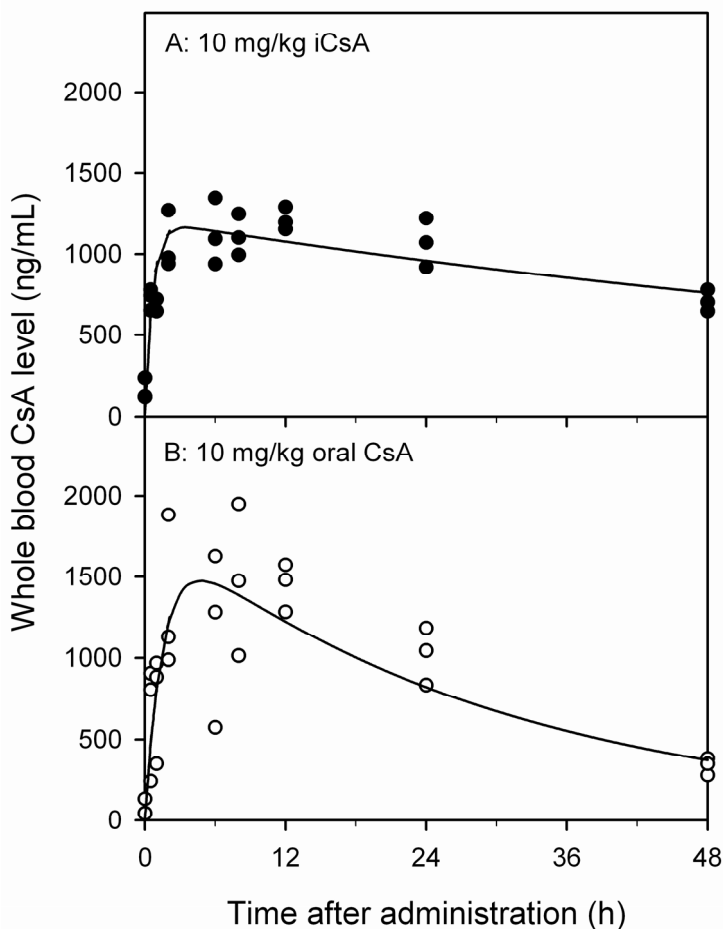 A: 10 mg/kg iCsA
2000
1500
1000
500
0
B: 10 mg/kg oral CsA
2000
1500
1000
500
0
0 12 24 36 48
Time after administration (h)
Whole blood CsA level (ng/mL)